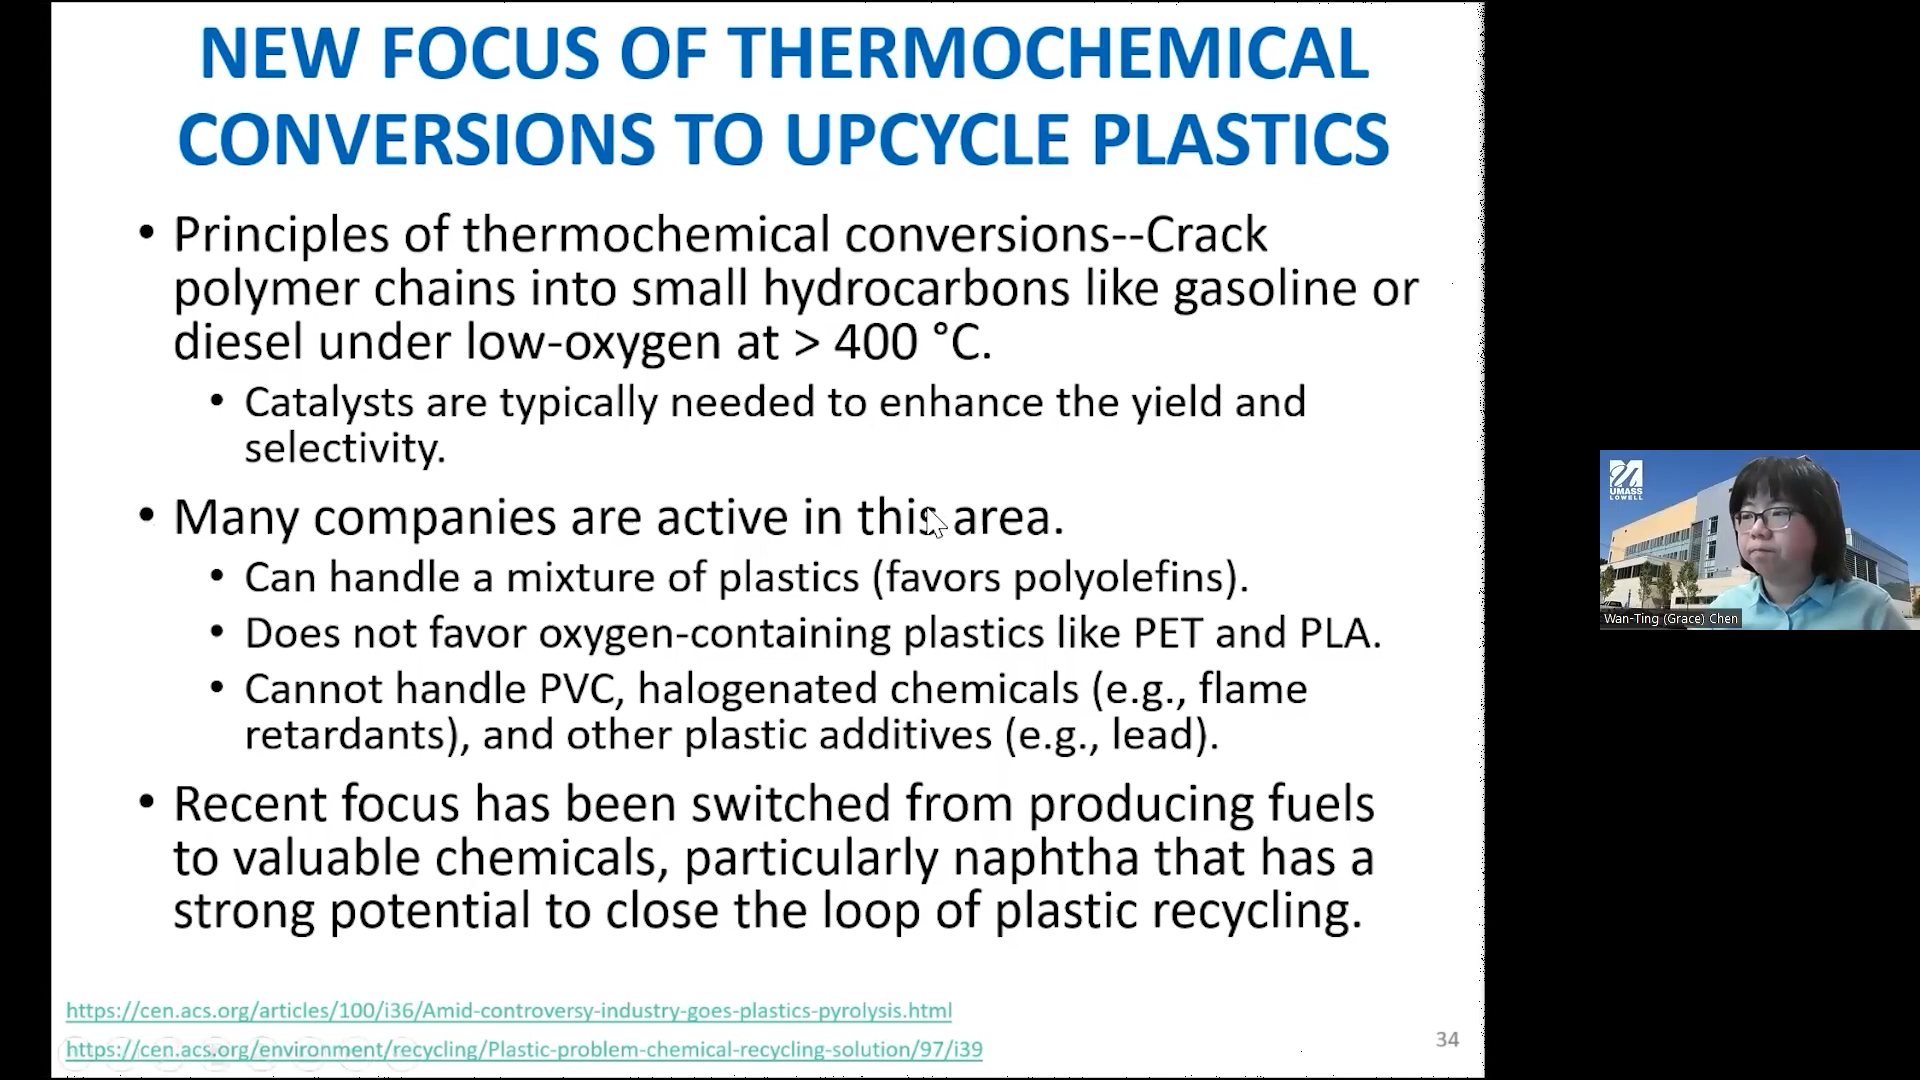 NEW FOCUS OF THERMOCHEMICAL
CONVERSIONS TO UPCYCLE PLASTICS
• Principles of thermochemical conversions--Crack
polymer chains into small hydrocarbons like gasoline or
diesel under low-oxygen at > 400 °C.
• Catalysts are typically needed to enhance the yield and
selectivity.
• Many companies are active in this area.
• Can handle a mixture of plastics (favors polyolefins).
• Does not favor oxygen-containing plastics like PET and PLA.
• Cannot handle PVC, halogenated chemicals (e.g., flame
retardants), and other plastic additives (e.g., lead).
• Recent focus has been switched from producing fuels
to valuable chemicals, particularly naphtha that has a
strong potential to close the loop of plastic recycling.
https://cen.acs.org/articles/100/i36/Amid-controversy-industry-goes-plastics-pyrolysis.html
https://cen.acs.org/environment/recycling/Plastic-problem-chemical-recycling-solution/97/i39
34
UMASS
LOWELL
Wan-Ting (Grace) Chen